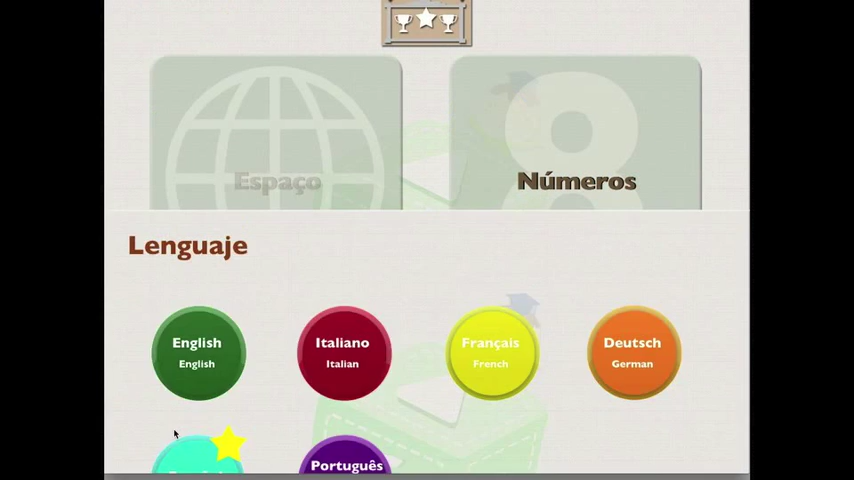 Espaço
Números
Lenguaje
English
English
Italiano
Italian
Français
French
Deutsch
German
Português